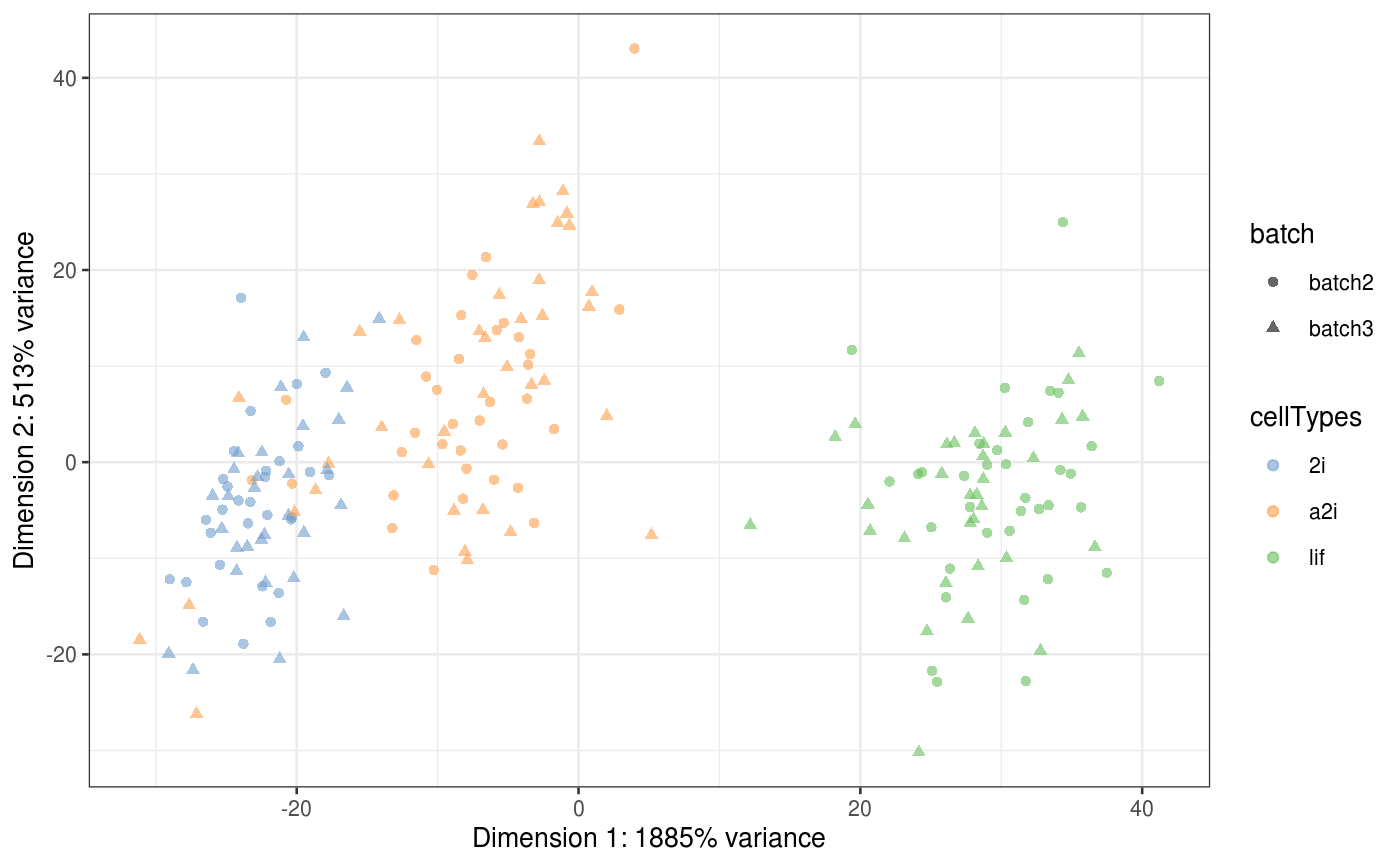 40
20
0
-20
Dimension 2: 513% variance
-20
0
20
40
Dimension 1: 1885% variance
batch
batch2
batch3
cellTypes
2i
a2i
lif